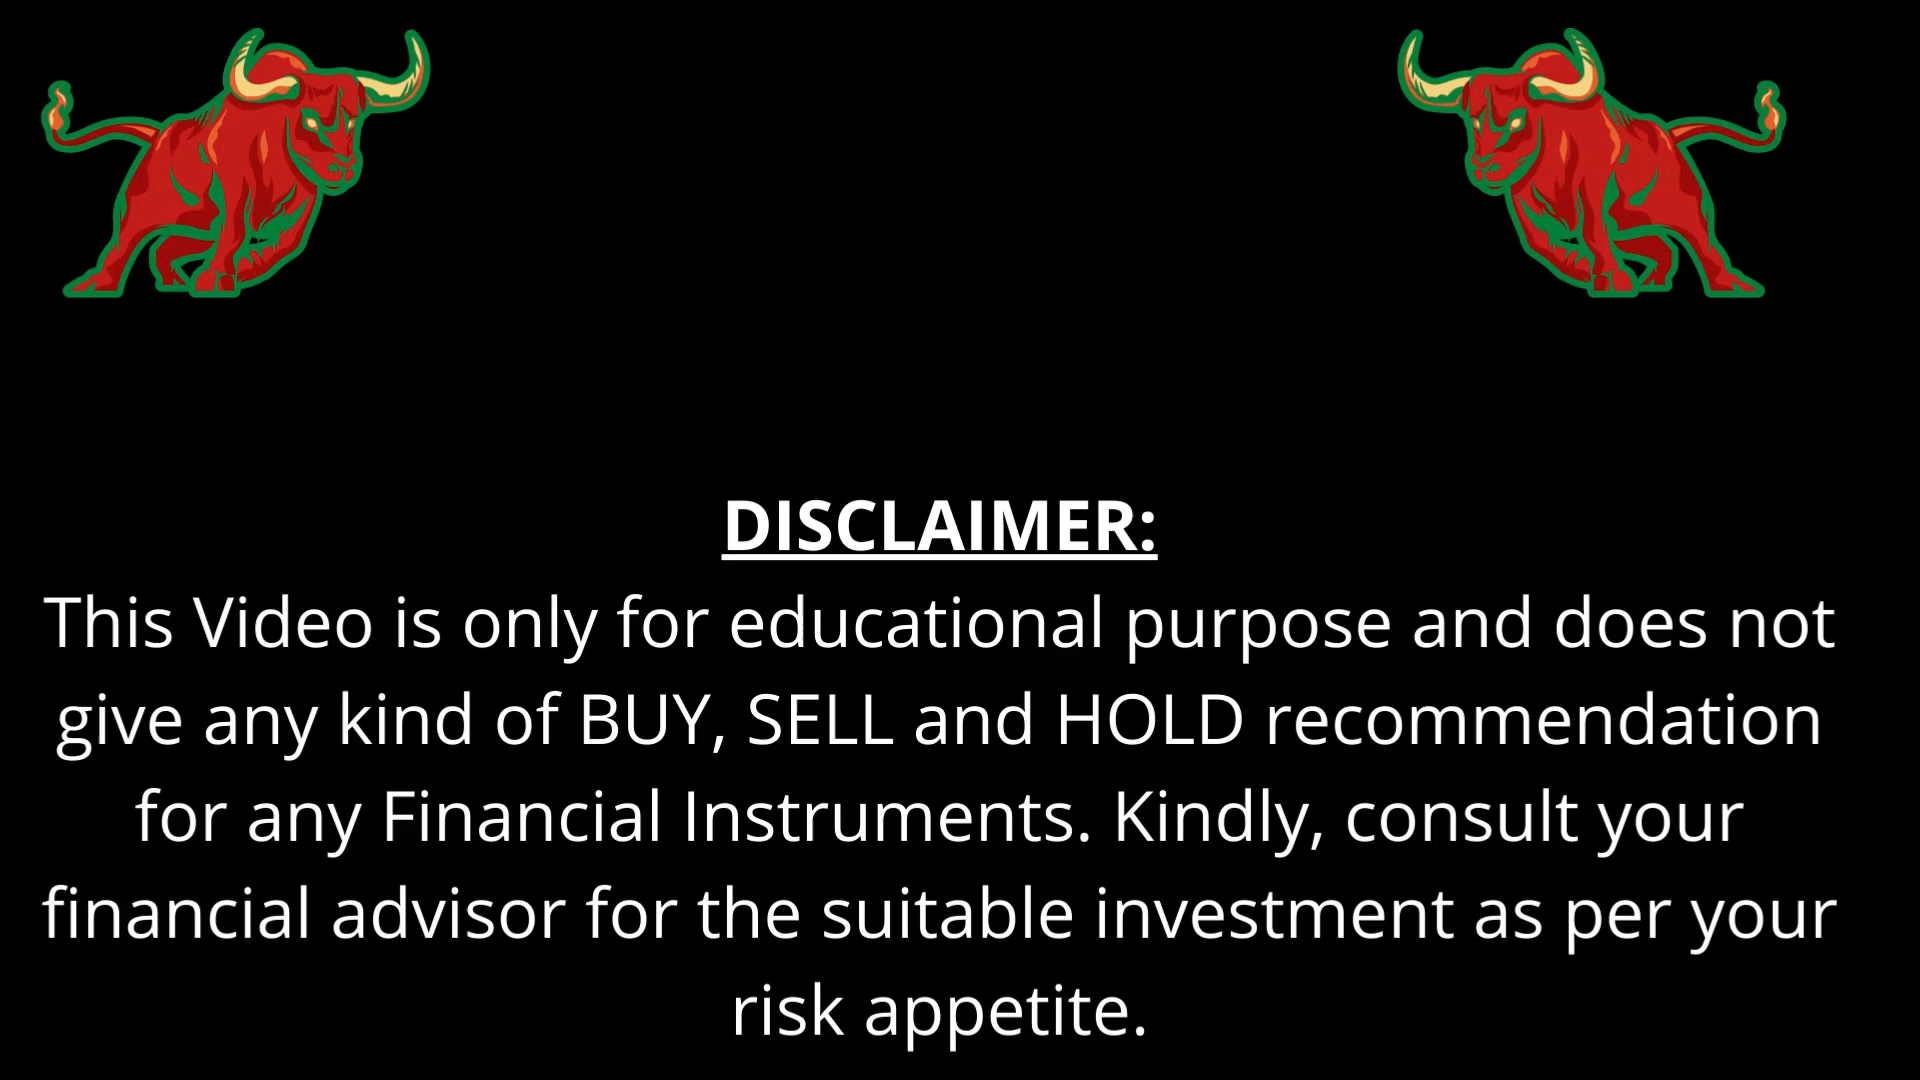 DISCLAIMER:
This Video is only for educational purpose and does not
give any kind of BUY, SELL and HOLD recommendation
for any Financial Instruments. Kindly, consult your
financial advisor for the suitable investment as per your
risk appetite.